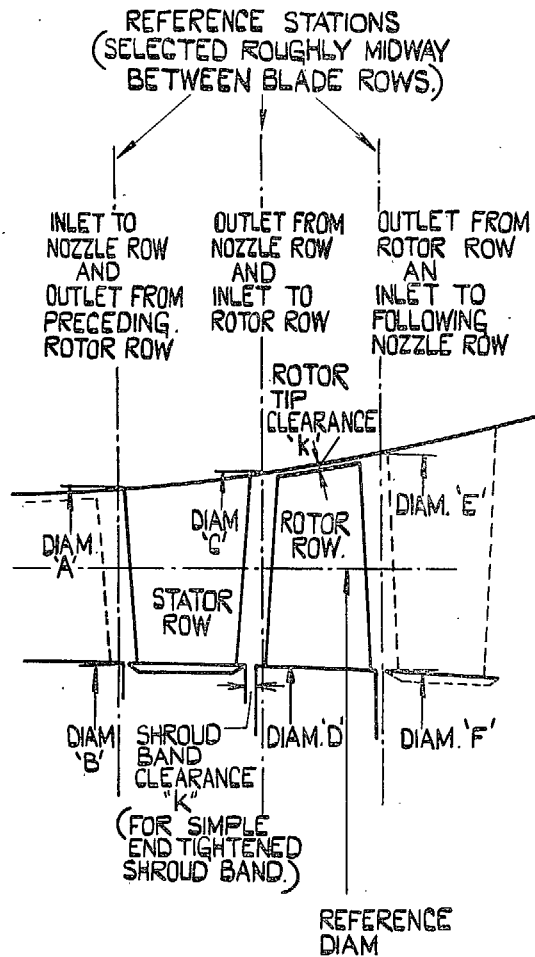 REFERENCE STATIONS
(SELECTED ROUGHLY MIDWAY
BETWEEN BLADE ROWS.)
INLET TO
NOZZLE ROW
AND
OUTLET FROM
PRECEDING.
ROTOR ROW
OUTLET FROM
NOZZLE ROW
AND
INLET TO
ROTOR ROW
OUTLET FROM
ROTOR ROW
AN
INLET TO
FOLLOWING
NOZZLE ROW
ROTOR
TIP
CLEARANCE
'K'
DIAM.
'A'
DIAM
'C'
ROTOR
ROW.
DIAM. 'E'
STATOR
ROW
DIAM
'B'
SHROUD
BAND
CLEARANCE
"K"
(FOR SIMPLE
END TIGHTENED
SHROUD BAND.)
DIAM. 'D'
DIAM. 'F'
REFERENCE
DIAM